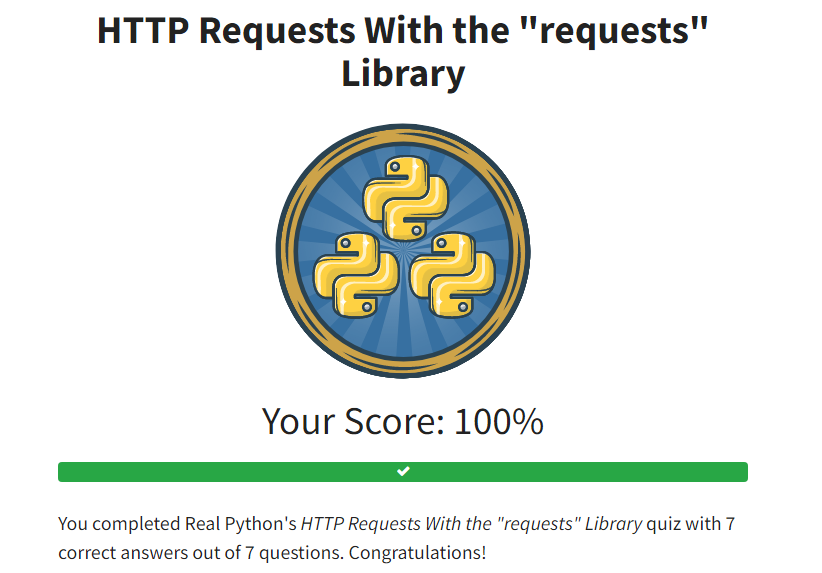 HTTP Requests With the "requests"
Library
Your Score: 100%
You completed Real Python's HTTP Requests With the "requests" Library quiz with 7
correct answers out of 7 questions. Congratulations!